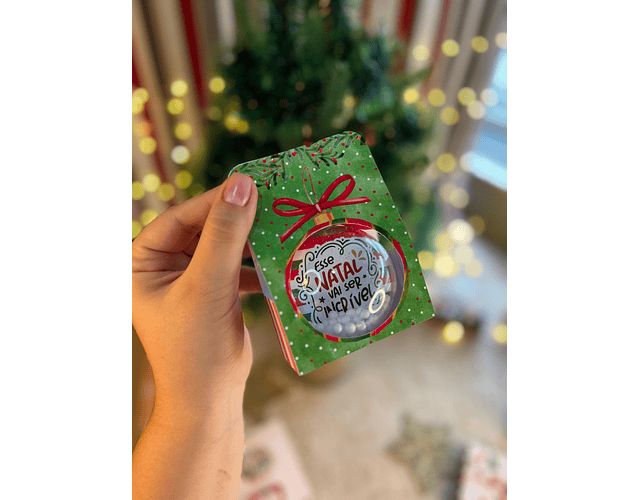 Esse
NATAL
VAI SER
INCRÍVEL